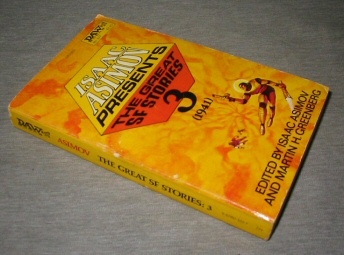 DAW
ISAAC
ASIMOV
PRESENTS
THE GREAT
SF STORIES
3
(1941)
EDITED BY ISAAC ASIMOV
AND MARTIN H. GREENBERG
DAW
ASIMOV THE GREAT SF STORIES: 3